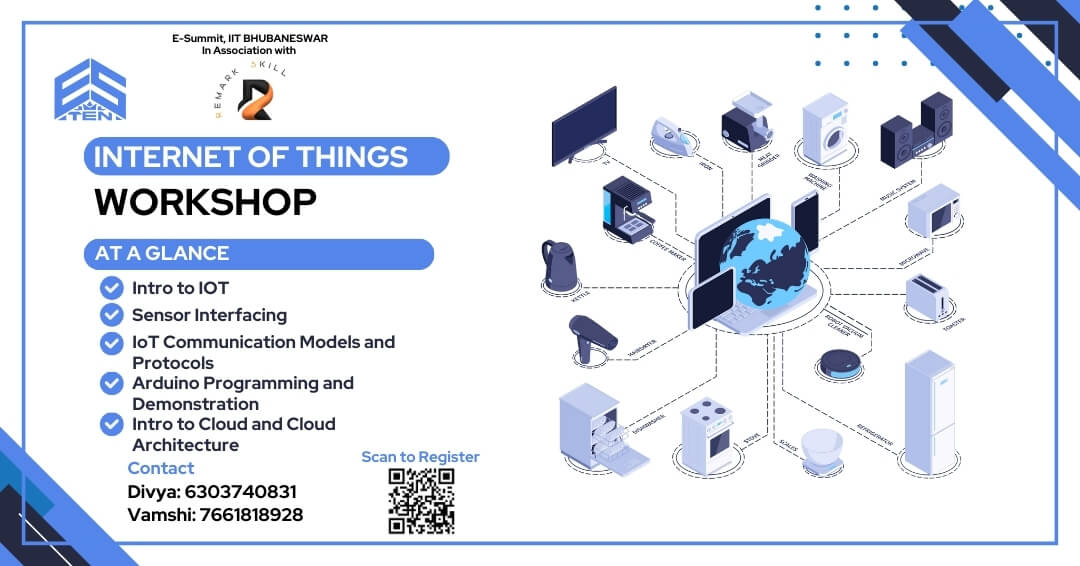 E-Summit, IIT BHUBANESWAR
In Association with
REMARK SKILL
ES
TEN
INTERNET OF THINGS
WORKSHOP
AT A GLANCE
Intro to IOT
Sensor Interfacing
IoT Communication Models and
Protocols
Arduino Programming and
Demonstration
Intro to Cloud and Cloud
Architecture
Contact
Divya: 6303740831
Vamshi: 7661818928
Scan to Register
TV
IRON
MEAT
GRINDER
WASHING
MACHINE
MUSIC SYSTEM
COFFEE MAKER
MICROWAVE
KETTLE
TOASTER
HAIRDRYER
ROBOT VACUUM
CLEANER
DISHWASHER
STOVE
SCALES
REFRIGERATOR